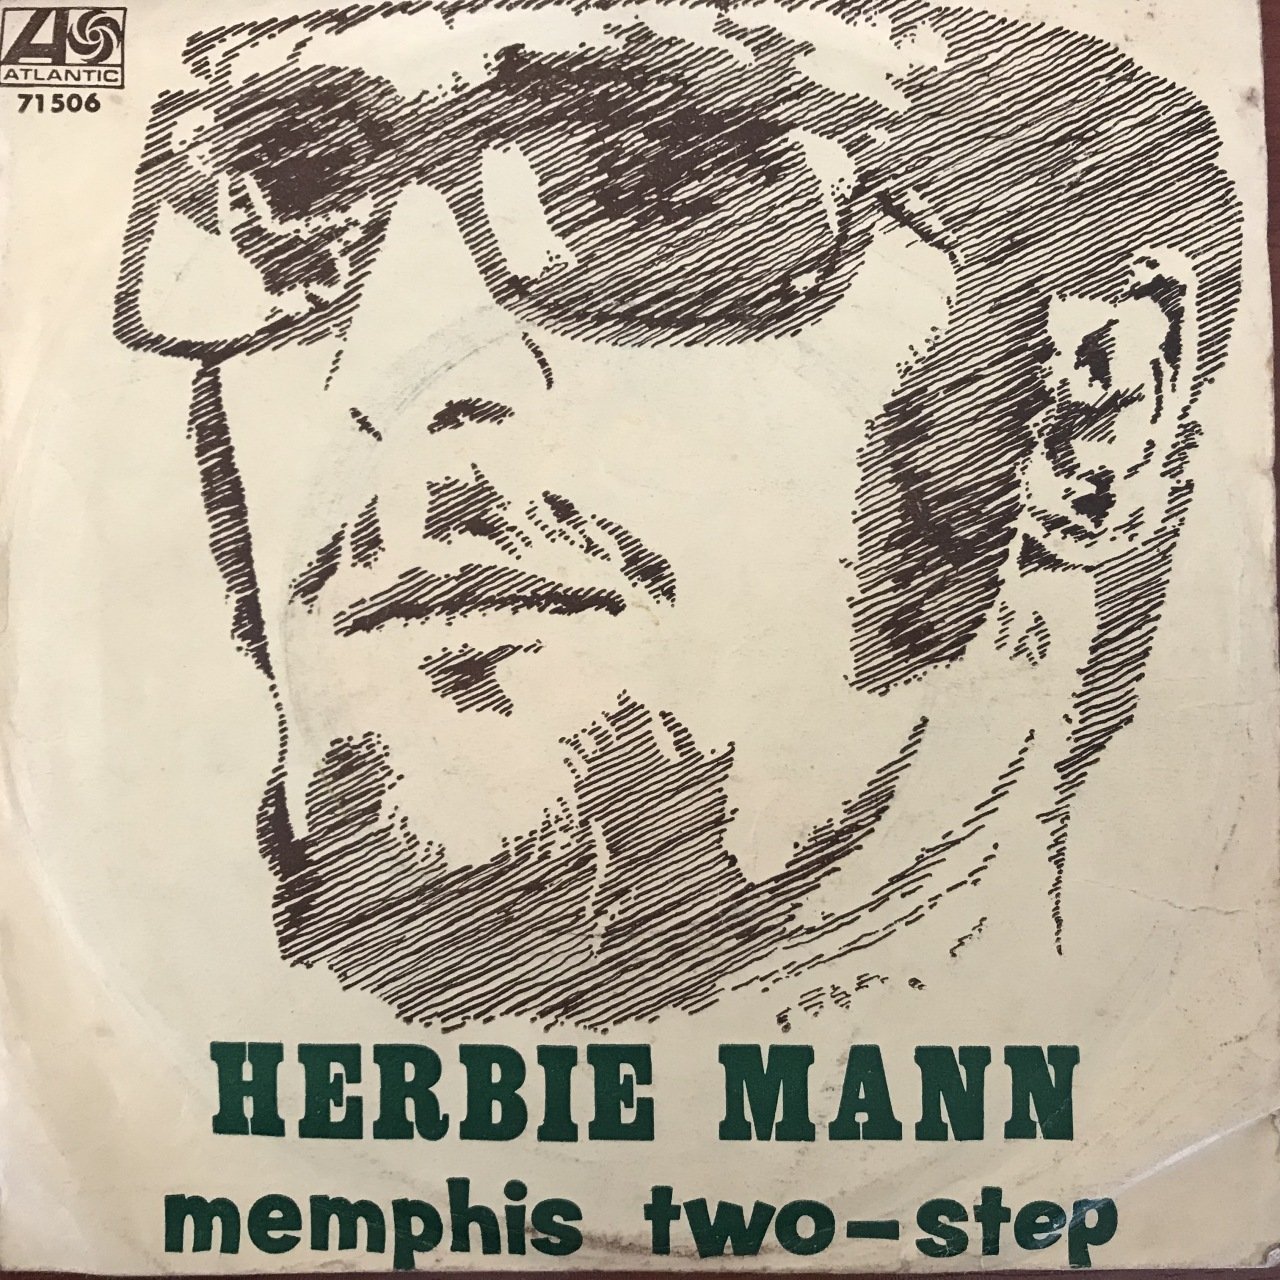 ATLANTIC
71506
HERBIE MANN
memphis two-step